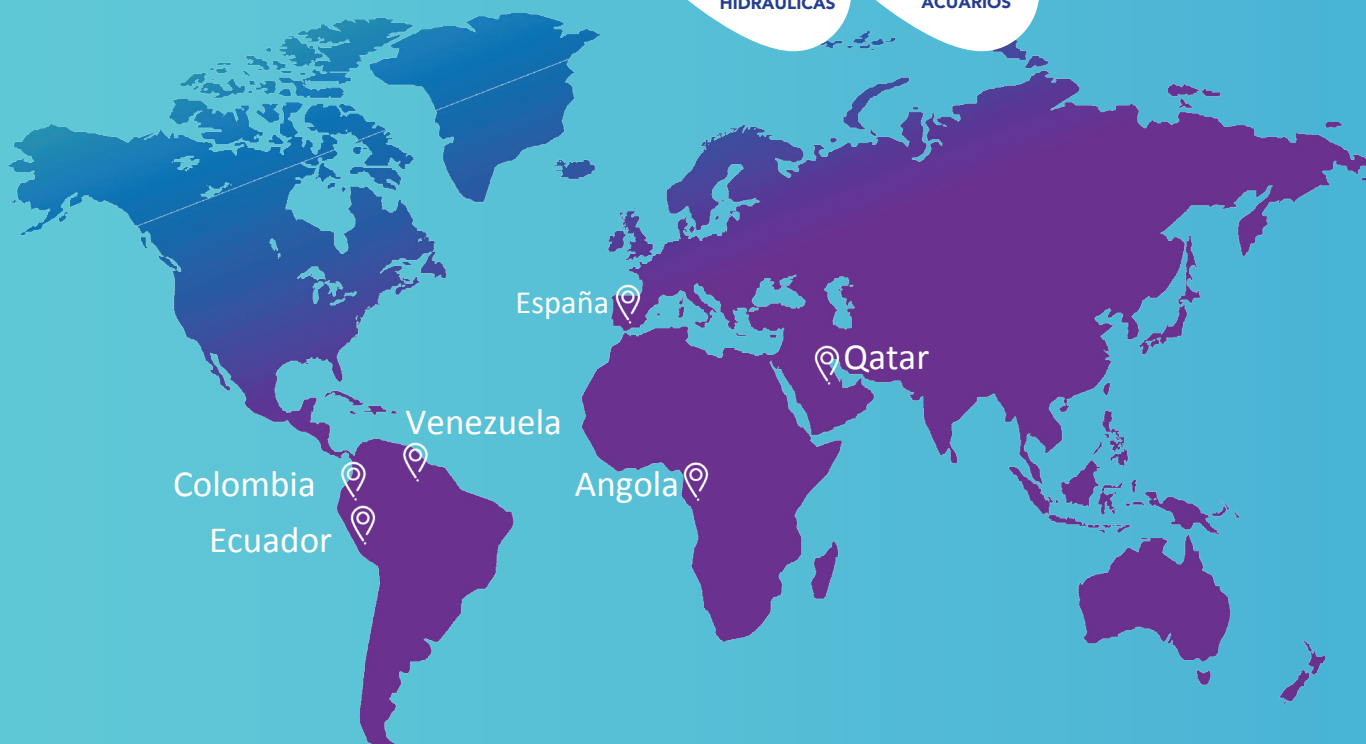 HIDRÁULICAS
ACUARIOS
España
Qatar
Venezuela
Colombia
Angola
Ecuador